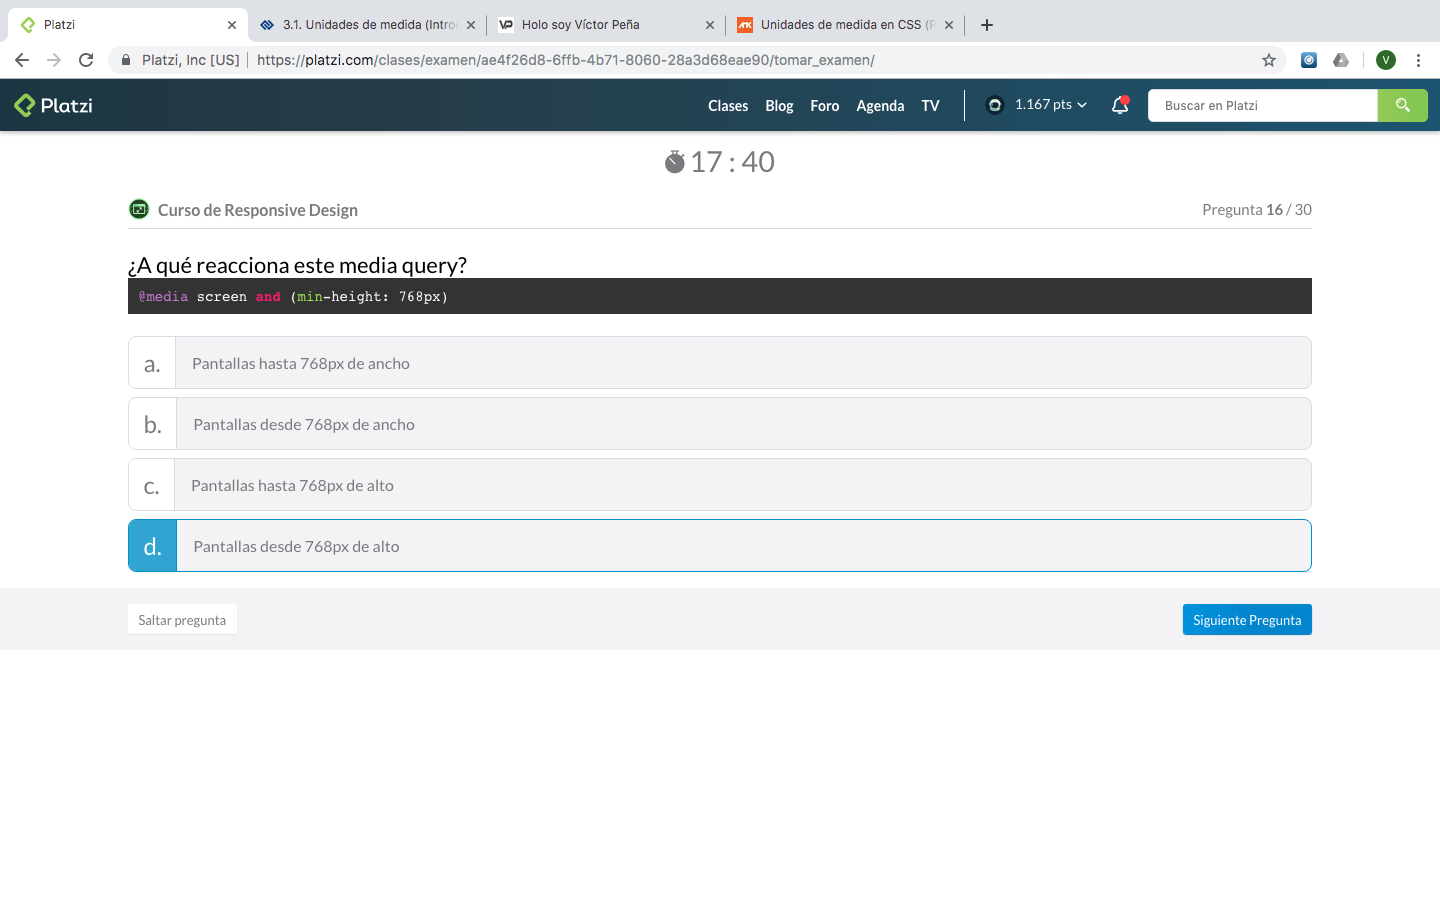 Platzi
3.1. Unidades de medida (Intro
Holo soy Víctor Peña
Unidades de medida en CSS (P
Platzi, Inc [US]
https://platzi.com/clases/examen/ae4f26d8-6ffb-4b71-8060-28a3d68eae90/tomar_examen/
V
Platzi
Clases
Blog
Foro
Agenda
TV
1.167 pts
Buscar en Platzi
17 : 40
Curso de Responsive Design
Pregunta 16 / 30
¿A qué reacciona este media query?
@media screen and (min-height: 768px)
a. Pantallas hasta 768px de ancho
b. Pantallas desde 768px de ancho
c. Pantallas hasta 768px de alto
d. Pantallas desde 768px de alto
Saltar pregunta
Siguiente Pregunta